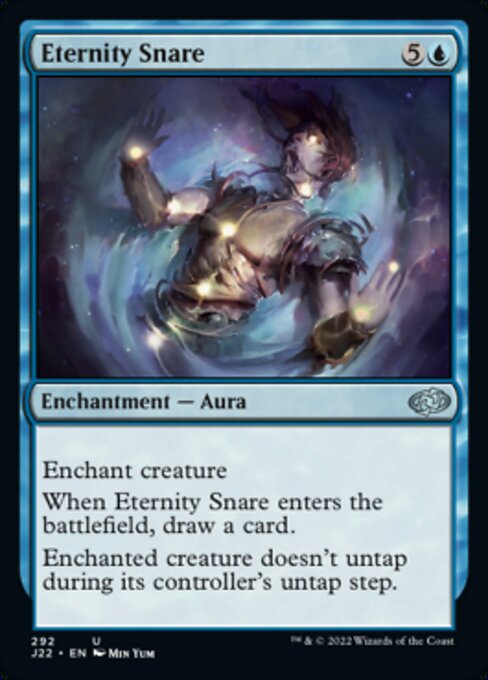 Eternity Snare 5
Enchantment — Aura
Enchant creature
When Eternity Snare enters the
battlefield, draw a card.
Enchanted creature doesn't untap
during its controller's untap step.
292 U
J22 • EN Min Yum
™ & © 2022 Wizards of the Coast